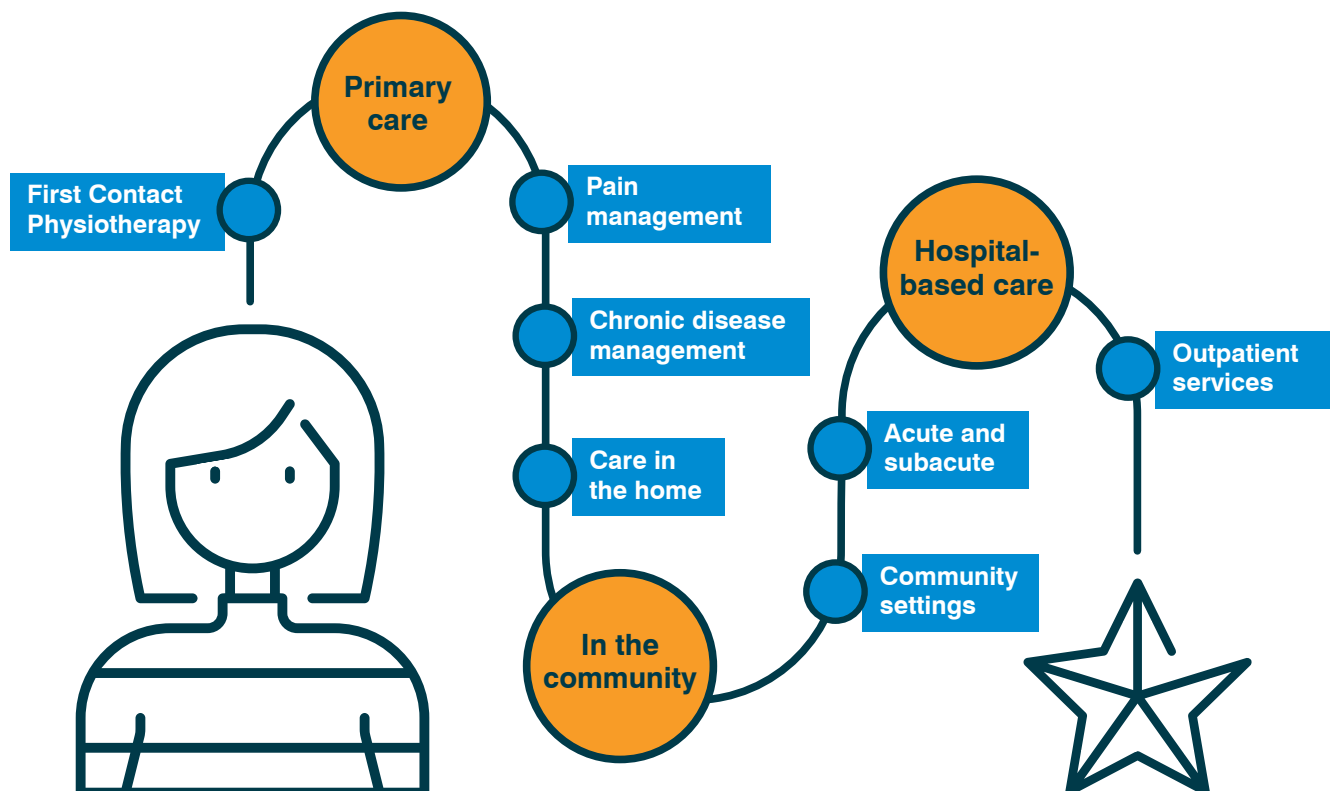 First Contact
Physiotherapy
Primary
care
Pain
management
Chronic disease
management
Care in
the home
In the
community
Community
settings
Acute and
subacute
Hospital-
based care
Outpatient
services